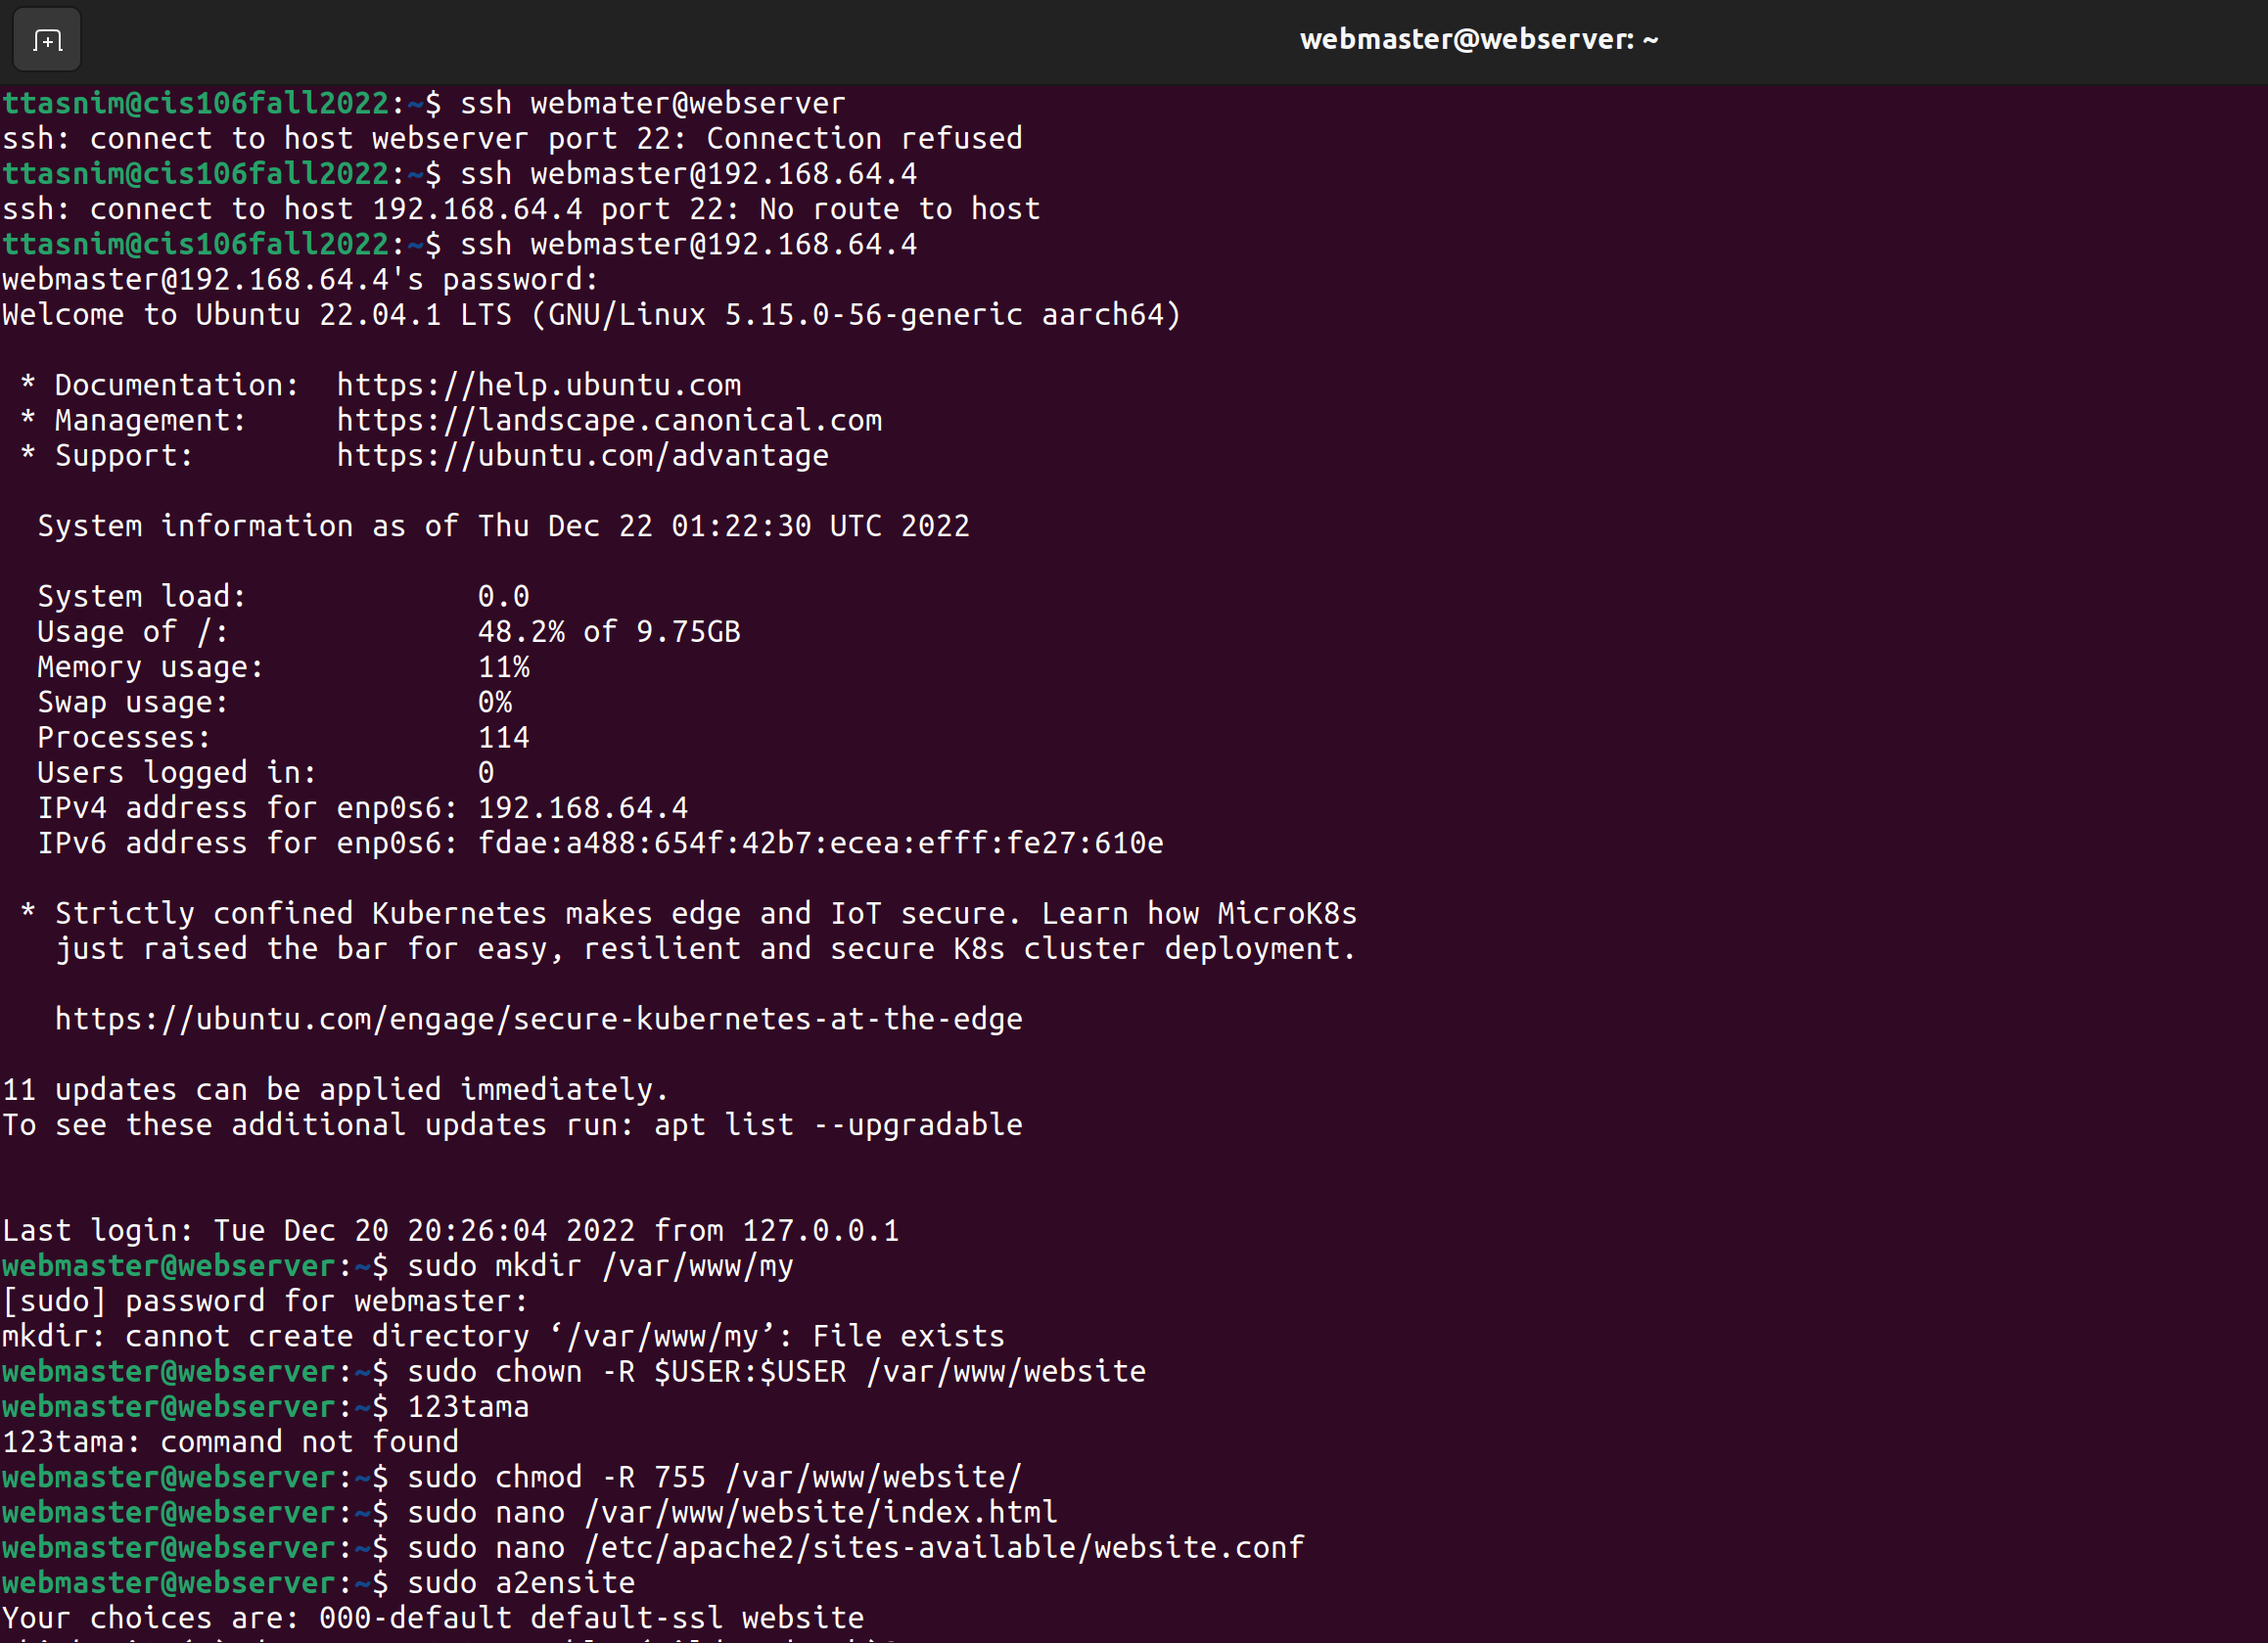 webmaster@webserver: ~
ttasnim@cis106fall2022:~$ ssh webmater@webserver
ssh: connect to host webserver port 22: Connection refused
ttasnim@cis106fall2022:~$ ssh webmaster@192.168.64.4
ssh: connect to host 192.168.64.4 port 22: No route to host
ttasnim@cis106fall2022:~$ ssh webmaster@192.168.64.4
webmaster@192.168.64.4's password:
Welcome to Ubuntu 22.04.1 LTS (GNU/Linux 5.15.0-56-generic aarch64)
* Documentation:  https://help.ubuntu.com
* Management:     https://landscape.canonical.com
* Support:        https://ubuntu.com/advantage
System information as of Thu Dec 22 01:22:30 UTC 2022
System load:             0.0
Usage of /:              48.2% of 9.75GB
Memory usage:            11%
Swap usage:              0%
Processes:               114
Users logged in:         0
IPv4 address for enp0s6: 192.168.64.4
IPv6 address for enp0s6: fdae:a488:654f:42b7:ecea:efff:fe27:610e
* Strictly confined Kubernetes makes edge and IoT secure. Learn how MicroK8s
just raised the bar for easy, resilient and secure K8s cluster deployment.
https://ubuntu.com/engage/secure-kubernetes-at-the-edge
11 updates can be applied immediately.
To see these additional updates run: apt list --upgradable
Last login: Tue Dec 20 20:26:04 2022 from 127.0.0.1
webmaster@webserver:~$ sudo mkdir /var/www/my
[sudo] password for webmaster:
mkdir: cannot create directory ‘/var/www/my’: File exists
webmaster@webserver:~$ sudo chown -R $USER:$USER /var/www/website
webmaster@webserver:~$ 123tama
123tama: command not found
webmaster@webserver:~$ sudo chmod -R 755 /var/www/website/
webmaster@webserver:~$ sudo nano /var/www/website/index.html
webmaster@webserver:~$ sudo nano /etc/apache2/sites-available/website.conf
webmaster@webserver:~$ sudo a2ensite
Your choices are: 000-default default-ssl website